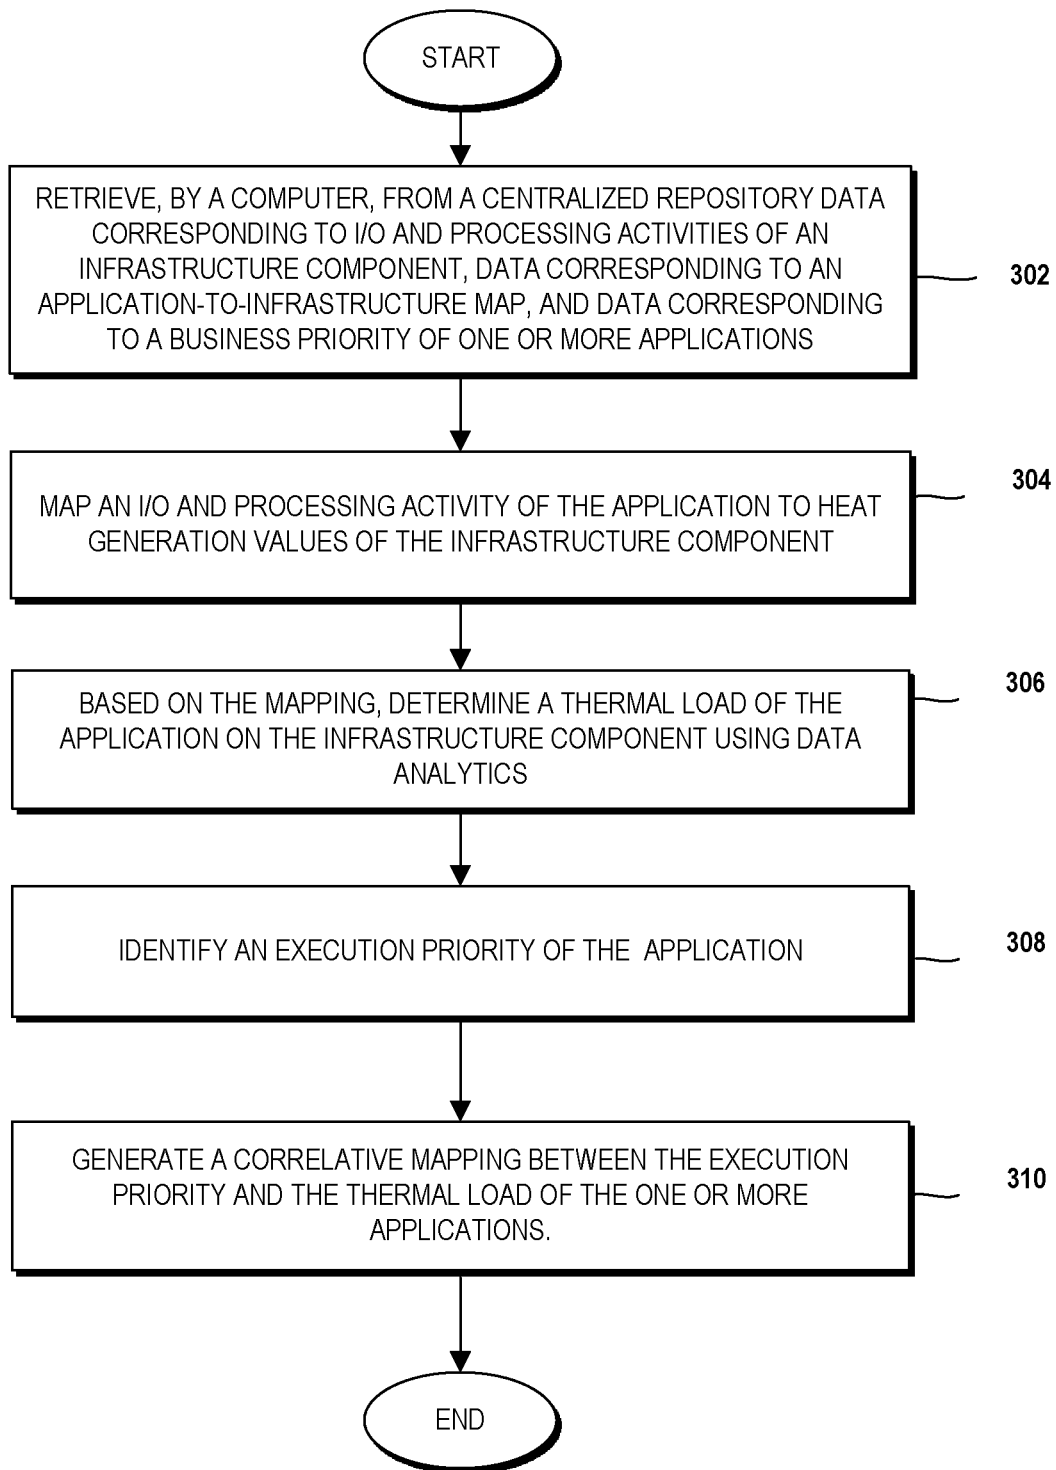 START
RETRIEVE, BY A COMPUTER, FROM A CENTRALIZED REPOSITORY DATA
CORRESPONDING TO I/O AND PROCESSING ACTIVITIES OF AN
INFRASTRUCTURE COMPONENT, DATA CORRESPONDING TO AN
APPLICATION-TO-INFRASTRUCTURE MAP, AND DATA CORRESPONDING
TO A BUSINESS PRIORITY OF ONE OR MORE APPLICATIONS
302
MAP AN I/O AND PROCESSING ACTIVITY OF THE APPLICATION TO HEAT
GENERATION VALUES OF THE INFRASTRUCTURE COMPONENT
304
BASED ON THE MAPPING, DETERMINE A THERMAL LOAD OF THE
APPLICATION ON THE INFRASTRUCTURE COMPONENT USING DATA
ANALYTICS
306
IDENTIFY AN EXECUTION PRIORITY OF THE APPLICATION
308
GENERATE A CORRELATIVE MAPPING BETWEEN THE EXECUTION
PRIORITY AND THE THERMAL LOAD OF THE ONE OR MORE
APPLICATIONS.
310
END